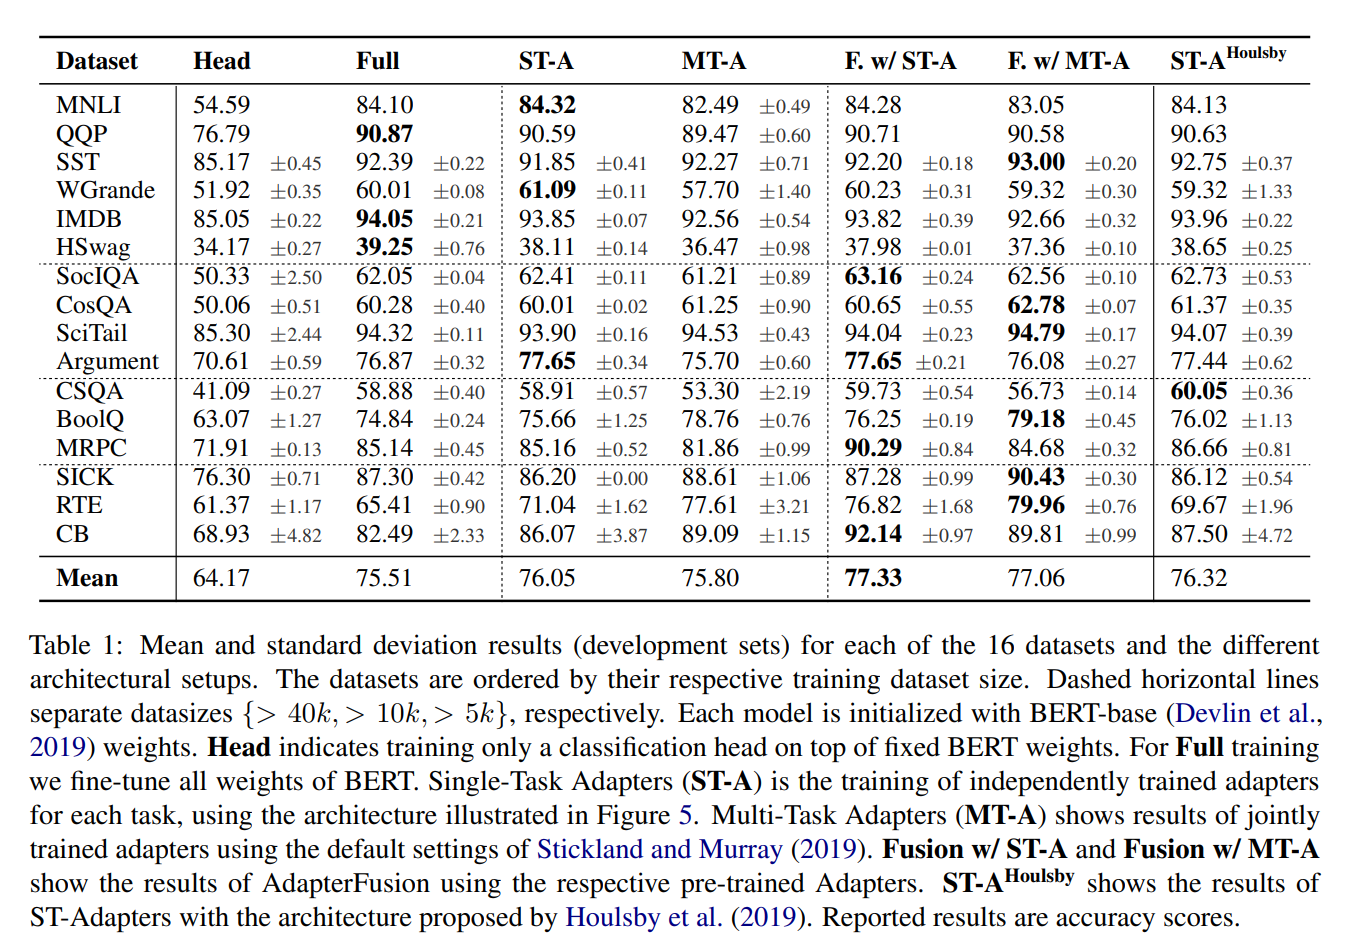 Dataset Head Full ST-A MT-A F. w/ ST-A F. w/ MT-A ST-A^Houlsby
MNLI 54.59 84.10 84.32 82.49 ±0.49 84.28 83.05 84.13
QQP 76.79 90.87 90.59 89.47 ±0.60 90.71 90.58 90.63
SST 85.17 ±0.45 92.39 ±0.22 91.85 ±0.41 92.27 ±0.71 92.20 ±0.18 93.00 ±0.20 92.75 ±0.37
WGrande 51.92 ±0.35 60.01 ±0.08 61.09 ±0.11 57.70 ±1.40 60.23 ±0.31 59.32 ±0.30 59.32 ±1.33
IMDB 85.05 ±0.22 94.05 ±0.21 93.85 ±0.07 92.56 ±0.54 93.82 ±0.39 92.66 ±0.32 93.96 ±0.22
HSwag 34.17 ±0.27 39.25 ±0.76 38.11 ±0.14 36.47 ±0.98 37.98 ±0.01 37.36 ±0.10 38.65 ±0.25
SocIQA 50.33 ±2.50 62.05 ±0.04 62.41 ±0.11 61.21 ±0.89 63.16 ±0.24 62.56 ±0.10 62.73 ±0.53
CosQA 50.06 ±0.51 60.28 ±0.40 60.01 ±0.02 61.25 ±0.90 60.65 ±0.55 62.78 ±0.07 61.37 ±0.35
SciTail 85.30 ±2.44 94.32 ±0.11 93.90 ±0.16 94.53 ±0.43 94.04 ±0.23 94.79 ±0.17 94.07 ±0.39
Argument 70.61 ±0.59 76.87 ±0.32 77.65 ±0.34 75.70 ±0.60 77.65 ±0.21 76.08 ±0.27 77.44 ±0.62
CSQA 41.09 ±0.27 58.88 ±0.40 58.91 ±0.57 53.30 ±2.19 59.73 ±0.54 56.73 ±0.14 60.05 ±0.36
BoolQ 63.07 ±1.27 74.84 ±0.24 75.66 ±1.25 78.76 ±0.76 76.25 ±0.19 79.18 ±0.45 76.02 ±1.13
MRPC 71.91 ±0.13 85.14 ±0.45 85.16 ±0.52 81.86 ±0.99 90.29 ±0.84 84.68 ±0.32 86.66 ±0.81
SICK 76.30 ±0.71 87.30 ±0.42 86.20 ±0.00 88.61 ±1.06 87.28 ±0.99 90.43 ±0.30 86.12 ±0.54
RTE 61.37 ±1.17 65.41 ±0.90 71.04 ±1.62 77.61 ±3.21 76.82 ±1.68 79.96 ±0.76 69.67 ±1.96
CB 68.93 ±4.82 82.49 ±2.33 86.07 ±3.87 89.09 ±1.15 92.14 ±0.97 89.81 ±0.99 87.50 ±4.72
Mean 64.17 75.51 76.05 75.80 77.33 77.06 76.32
Table 1: Mean and standard deviation results (development sets) for each of the 16 datasets and the different
architectural setups. The datasets are ordered by their respective training dataset size. Dashed horizontal lines
separate datasizes {> 40k, > 10k, > 5k}, respectively. Each model is initialized with BERT-base (Devlin et al.,
2019) weights. Head indicates training only a classification head on top of fixed BERT weights. For Full training
we fine-tune all weights of BERT. Single-Task Adapters (ST-A) is the training of independently trained adapters
for each task, using the architecture illustrated in Figure 5. Multi-Task Adapters (MT-A) shows results of jointly
trained adapters using the default settings of Stickland and Murray (2019). Fusion w/ ST-A and Fusion w/ MT-A
show the results of AdapterFusion using the respective pre-trained Adapters. ST-A^Houlsby shows the results of
ST-Adapters with the architecture proposed by Houlsby et al. (2019). Reported results are accuracy scores.